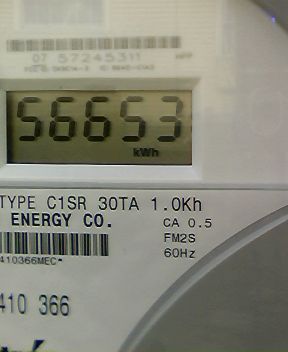 07 57245311
56653
kWh
TYPE C1SR 30TA 1.0Kh
ENERGY CO.
CA 0.5
FM2S
60Hz
410366MEC*
410 366